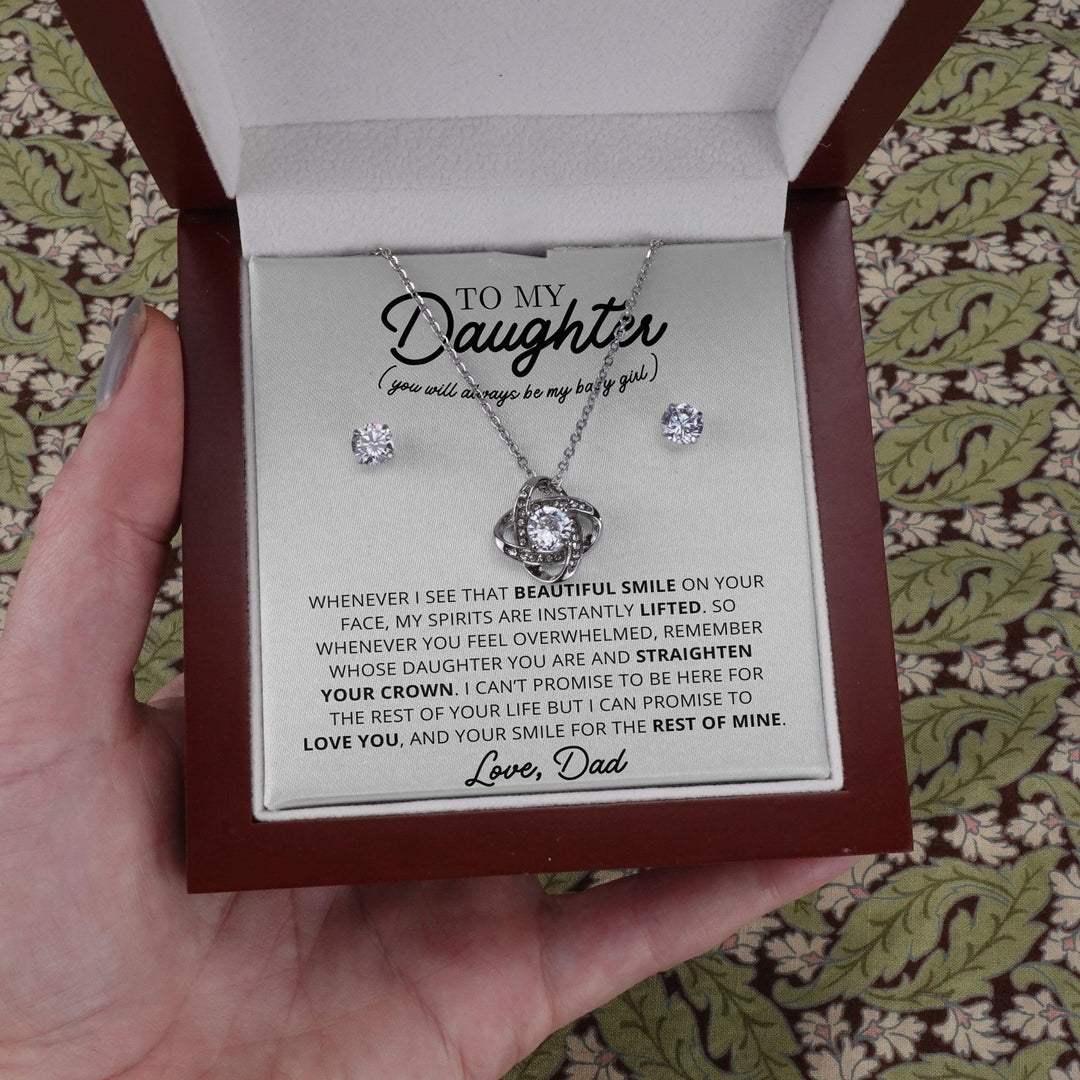 TO MY
Daughter
(you will always be my baby girl)
WHENEVER I SEE THAT BEAUTIFUL SMILE ON YOUR
FACE, MY SPIRITS ARE INSTANTLY LIFTED. SO
WHENEVER YOU FEEL OVERWHELMED, REMEMBER
WHOSE DAUGHTER YOU ARE AND STRAIGHTEN
YOUR CROWN. I CAN'T PROMISE TO BE HERE FOR
THE REST OF YOUR LIFE BUT I CAN PROMISE TO
LOVE YOU, AND YOUR SMILE FOR THE REST OF MINE.
Love, Dad